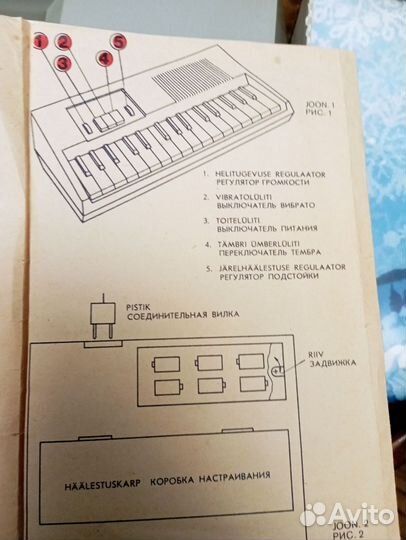 1 2 5
3 4
JOON. 1
РИС. 1
1. HELITUGEVUSE REGULAATOR
РЕГУЛЯТОР ГРОМКОСТИ
2. VIBRATOLÜLITI
ВЫКЛЮЧАТЕЛЬ ВИБРАТО
3. TOITELÜLITI
ВЫКЛЮЧАТЕЛЬ ПИТАНИЯ
4. TÄMBRI ÜMBERLÜLITI
ПЕРЕКЛЮЧАТЕЛЬ ТЕМБРА
5. JÄRELHÄÄLESTUSE REGULAATOR
РЕГУЛЯТОР ПОДСТОЙКИ
PISTIK
СОЕДИНИТЕЛЬНАЯ ВИЛКА
RIIV
ЗАДВИЖКА
HÄÄLESTUSKARP КОРОБКА НАСТРАИВАНИЯ
JOON. 2
РИС. 2
Avito